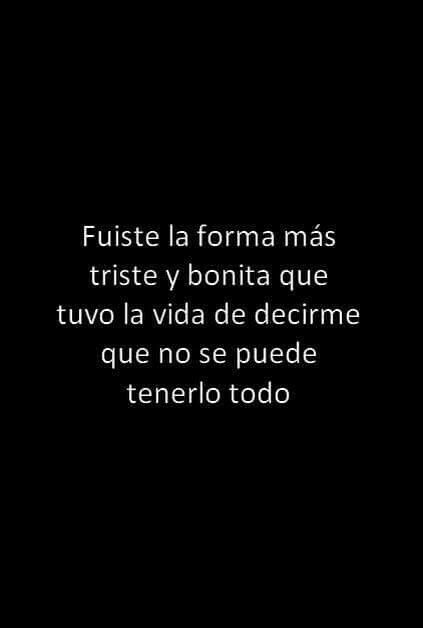 Fuiste la forma más
triste y bonita que
tuvo la vida de decirme
que no se puede
tenerlo todo